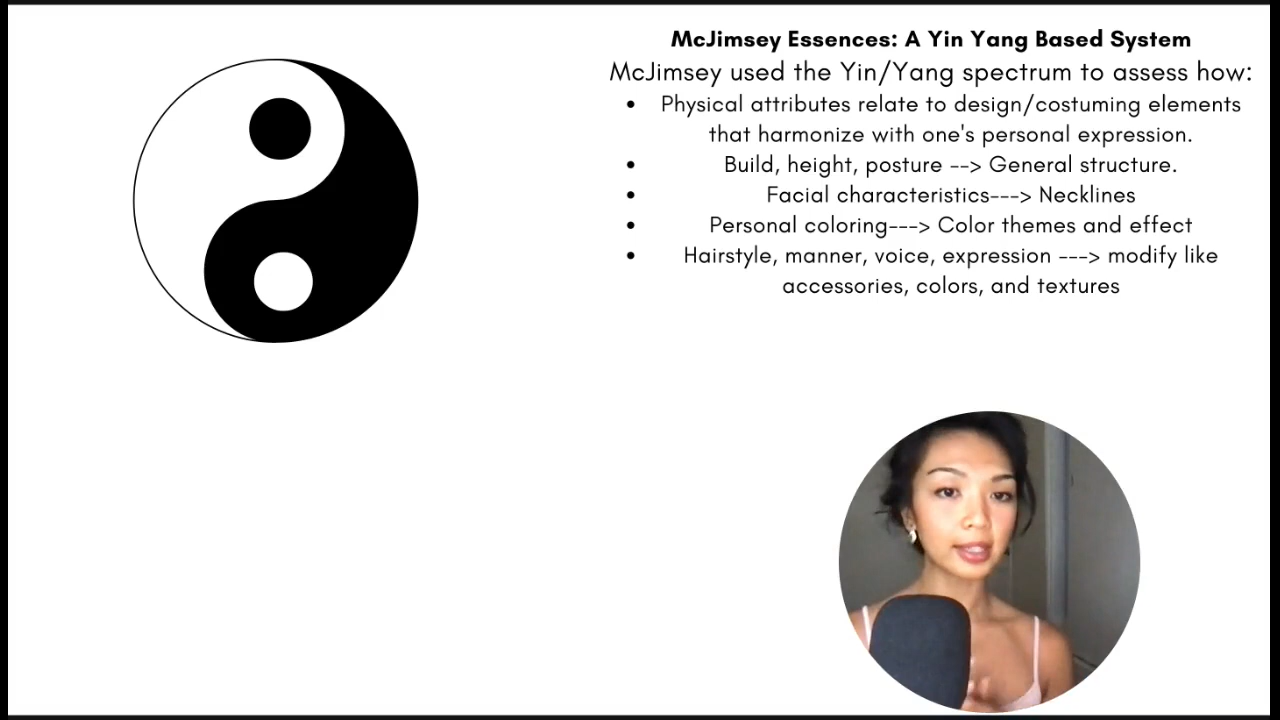 McJimsey Essences: A Yin Yang Based System
McJimsey used the Yin/Yang spectrum to assess how:
• Physical attributes relate to design/costuming elements
that harmonize with one's personal expression.
• Build, height, posture --> General structure.
• Facial characteristics---> Necklines
• Personal coloring---> Color themes and effect
• Hairstyle, manner, voice, expression ---> modify like
accessories, colors, and textures